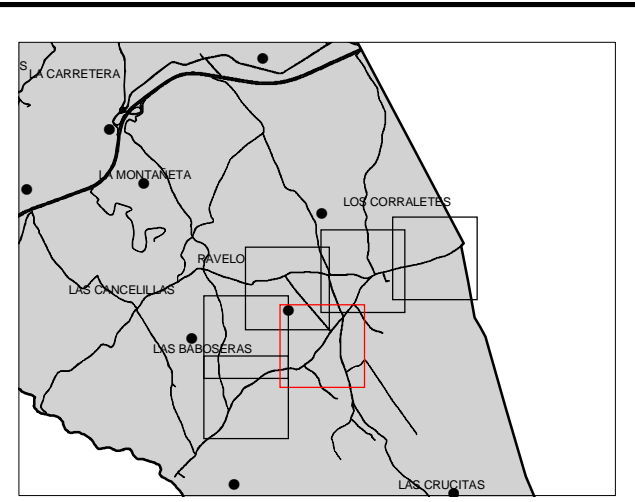 S
LA CARRETERA
LA MONTAÑETA
LOS CORRALETES
RAVELO
LAS CANCELILLAS
LAS BABOSERAS
LAS CRUCITAS